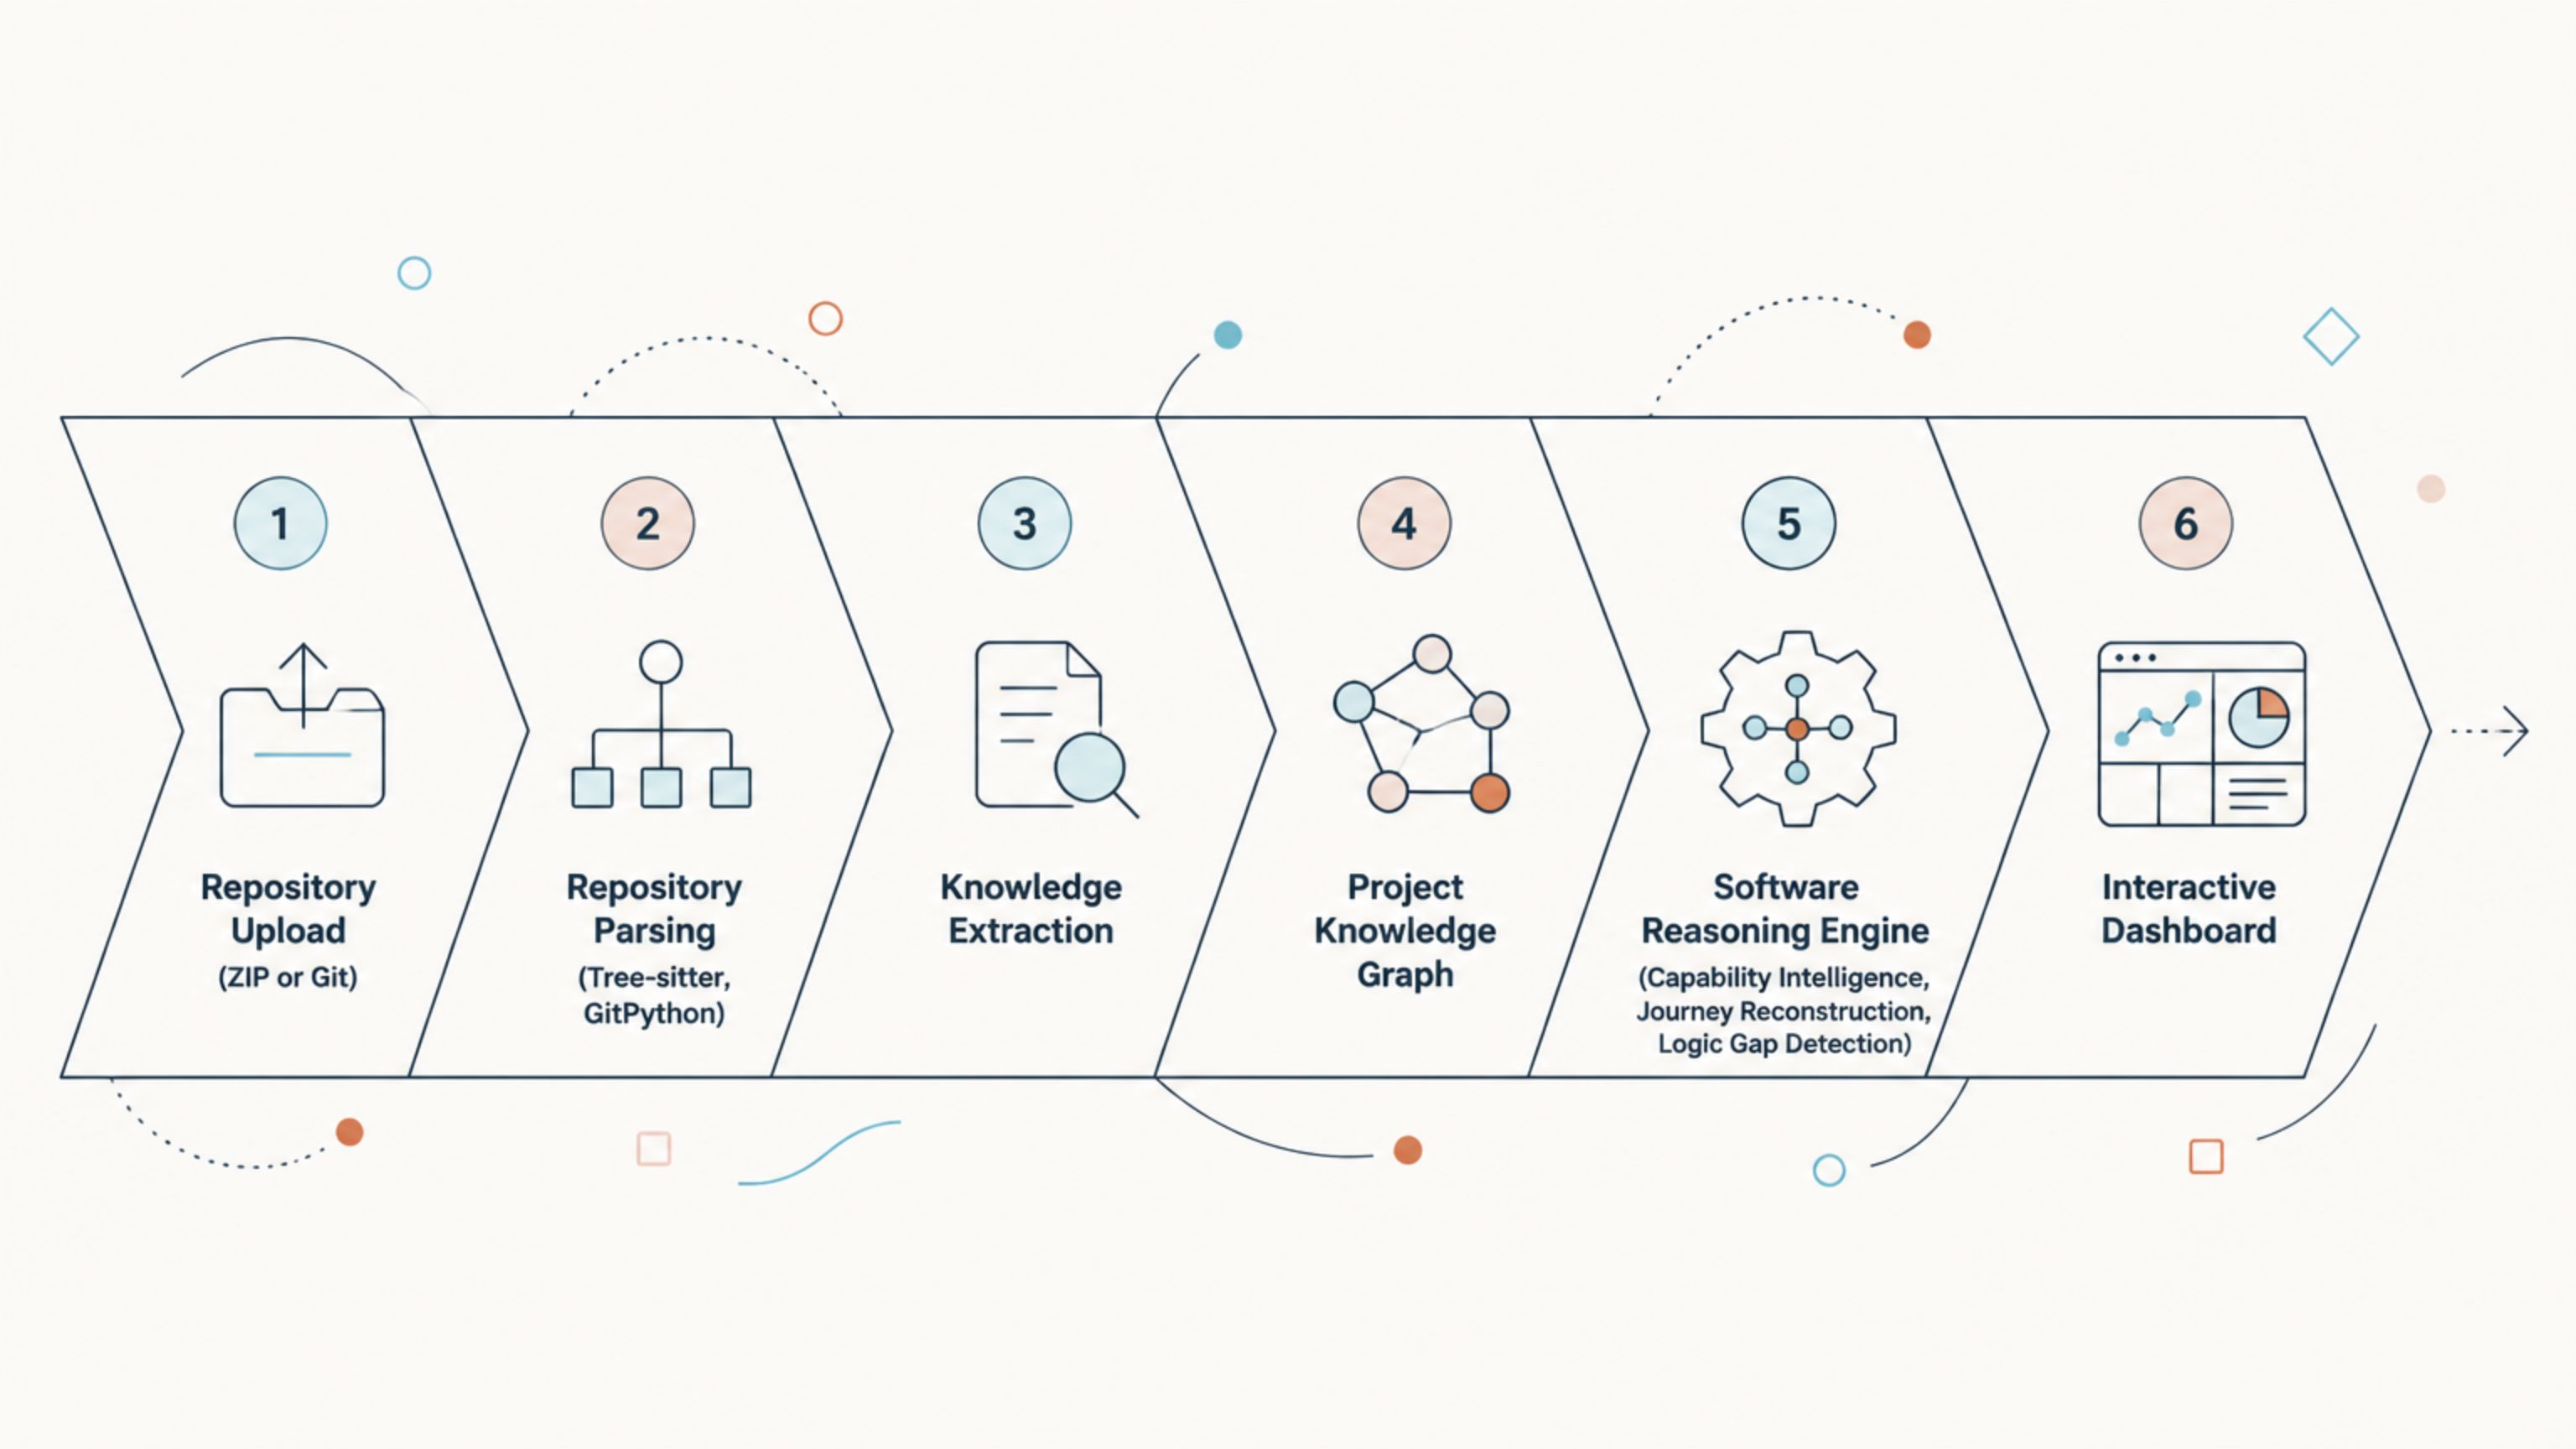 1
Repository
Upload
(ZIP or Git)
2
Repository
Parsing
(Tree-sitter,
GitPython)
3
Knowledge
Extraction
4
Project
Knowledge
Graph
5
Software
Reasoning Engine
(Capability Intelligence,
Journey Reconstruction,
Logic Gap Detection)
6
Interactive
Dashboard